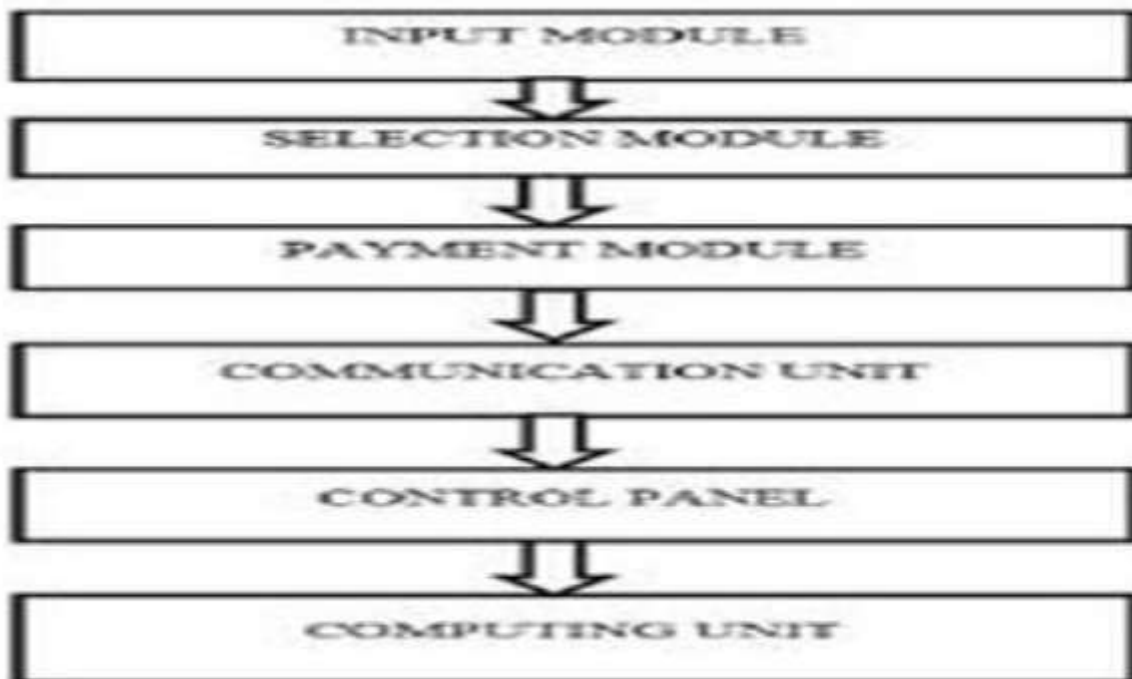 INPUT MODULE
SELECTION MODULE
PAYMENT MODULE
COMMUNICATION UNIT
CONTROL PANEL
COMPUTING UNIT